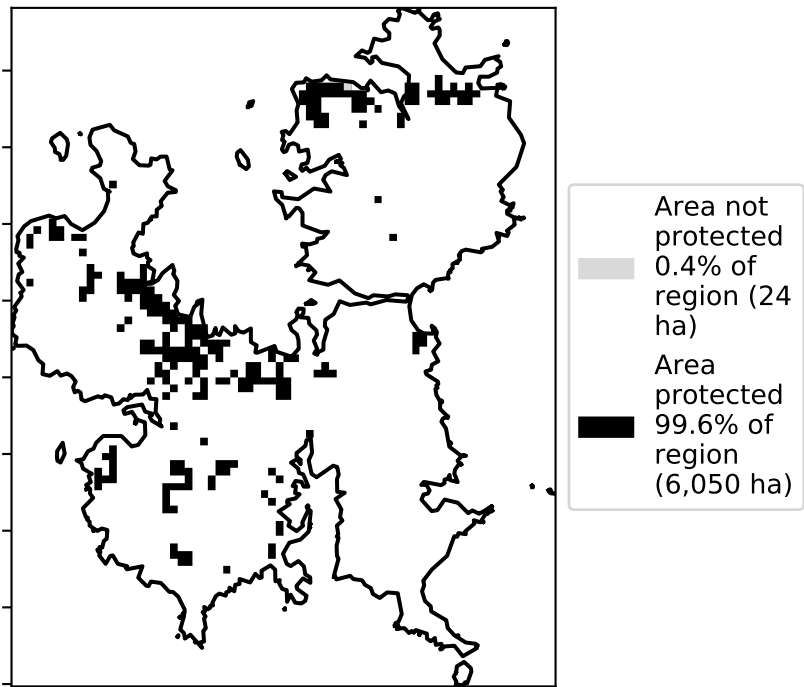 Area not
protected
0.4% of
region (24
ha)
Area
protected
99.6% of
region
(6,050 ha)